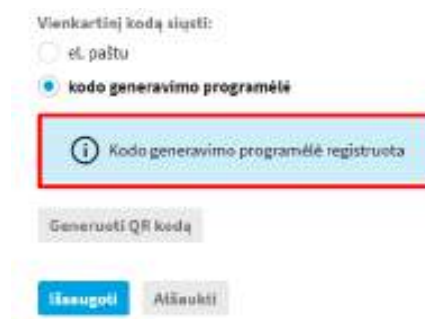 Vienkartinį kodą siųsti:
el. paštu
kodo generavimo programėlė
Kodo generavimo programėlė registruota
Generuoti QR kodą
Išsaugoti Atšaukti